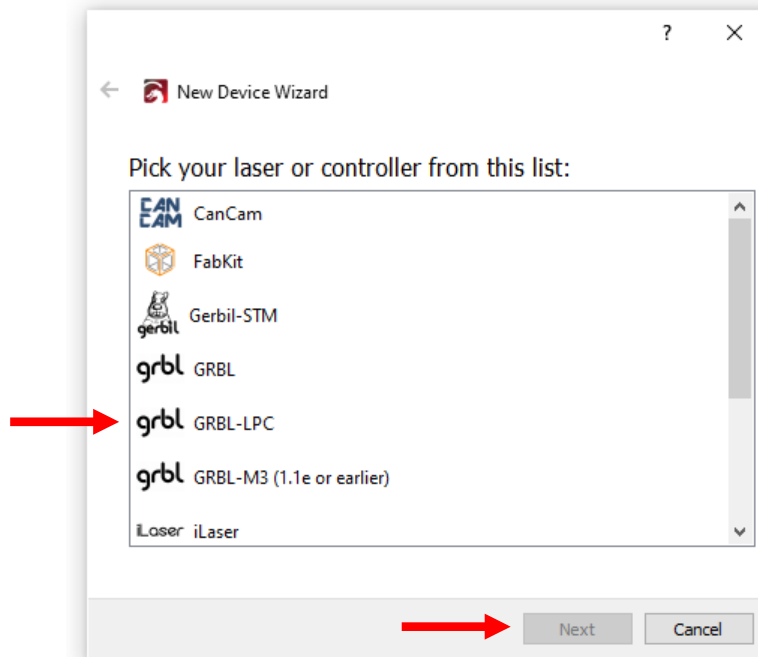 ?
New Device Wizard
Pick your laser or controller from this list:
CAN CAM CanCam
FabKit
gerbil Gerbil-STM
grbl GRBL
grbl GRBL-LPC
grbl GRBL-M3 (1.1e or earlier)
iLaser iLaser
Next Cancel